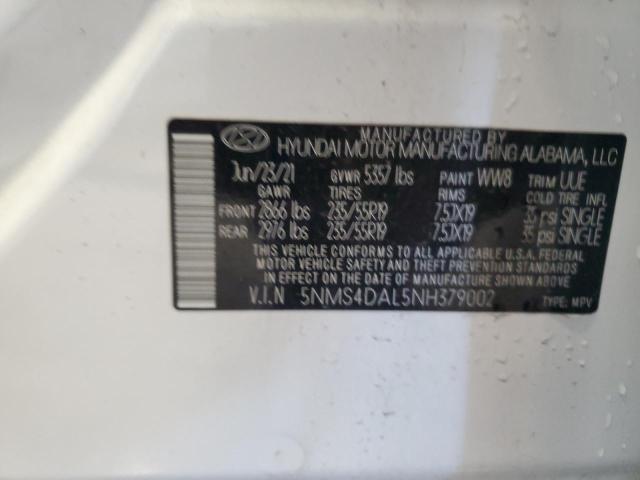 MANUFACTURED BY
HYUNDAI MOTOR MANUFACTURING ALABAMA, LLC
Jun/23/21 GVWR 5357 lbs PAINT WW8 TRIM UUE
GAWR TIRES RIMS COLD TIRE INFL
FRONT 2866 lbs 235/55R19 7.5JX19 35 psi SINGLE
REAR 2976 lbs 235/55R19 7.5JX19 35 psi SINGLE
THIS VEHICLE CONFORMS TO ALL APPLICABLE U.S.A. FEDERAL
MOTOR VEHICLE SAFETY AND THEFT PREVENTION STANDARDS
IN EFFECT ON THE DATE OF MANUFACTURE SHOWN ABOVE.
V.I.N 5NMS4DAL5NH379002 TYPE: MPV